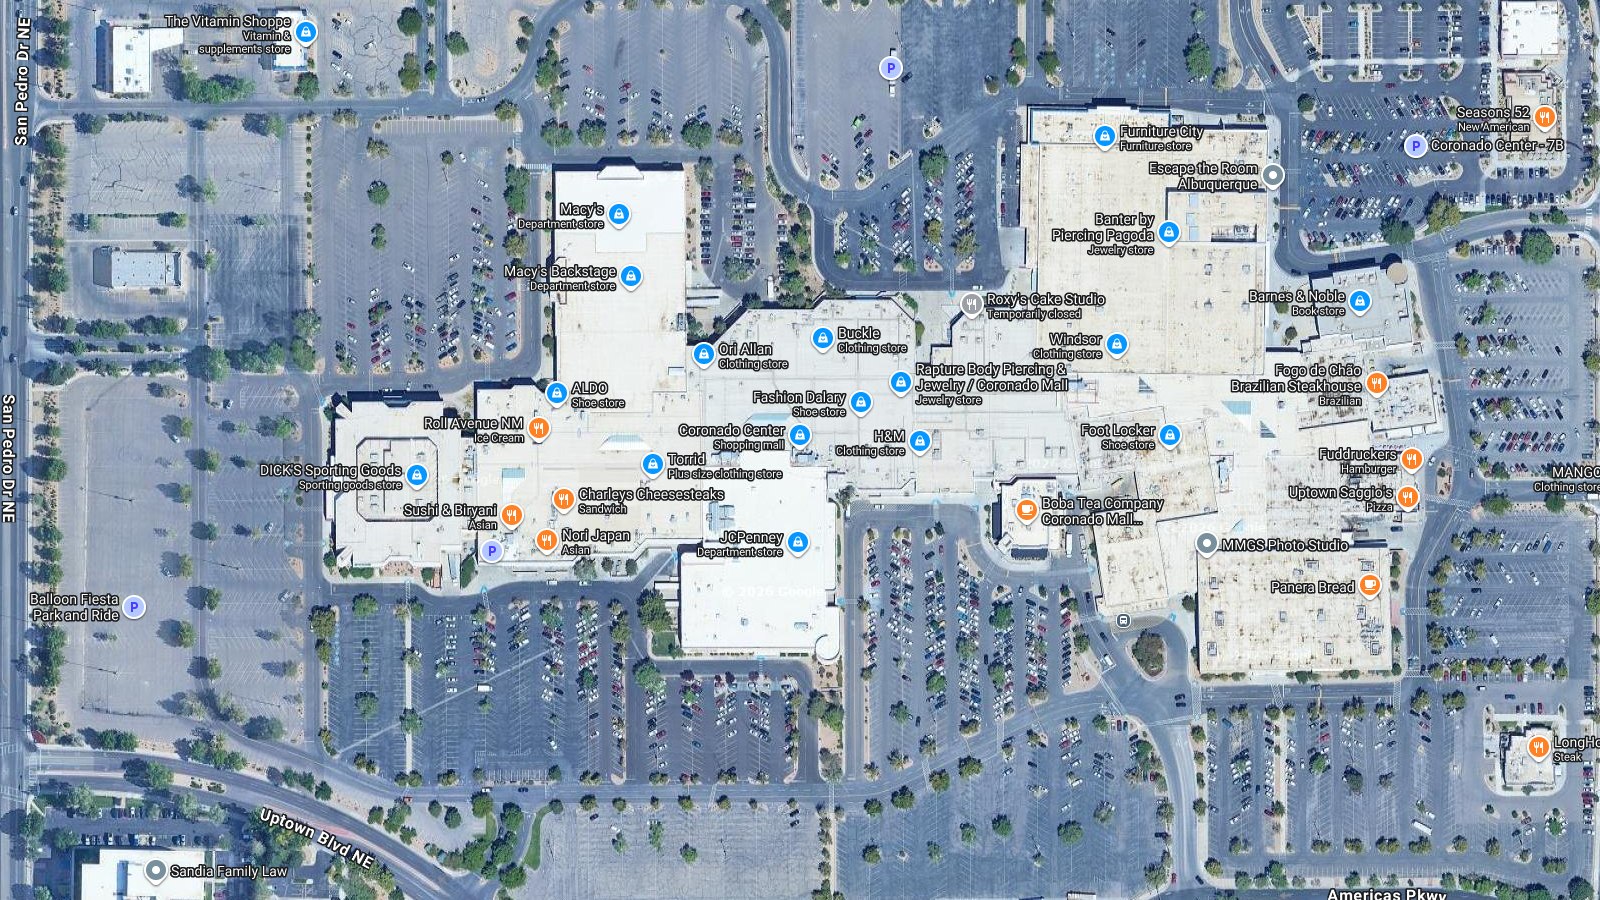 The Vitamin Shoppe
Vitamin &
supplements store
San Pedro Dr NE
P
Seasons 52
New American
P
Coronado Center - 7B
Furniture City
Furniture store
Escape the Room
Albuquerque
Macy's
Department store
Banter by
Piercing Pagoda
Jewelry store
Macy's Backstage
Department store
Roxy's Cake Studio
Temporarily closed
Barnes & Noble
Book store
Buckle
Clothing store
Windsor
Clothing store
Ori Allan
Clothing store
Fogo de Chão
Brazilian Steakhouse
Brazilian
Rapture Body Piercing &
Jewelry / Coronado Mall
Jewelry store
ALDO
Shoe store
Fashion Dalary
Shoe store
San Pedro Dr NE
Roll Avenue NM
Ice Cream
Coronado Center
Shopping mall
H&M
Clothing store
Foot Locker
Shoe store
Torrid
Plus size clothing store
Fuddruckers
Hamburger
DICK'S Sporting Goods
Sporting goods store
MANGO
Clothing store
Charleys Cheesesteaks
Sandwich
Uptown Saggio's
Pizza
Sushi & Biryani
Asian
Boba Tea Company
Coronado Mall...
Nori Japan
Asian
P
JCPenney
Department store
MMGS Photo Studio
Panera Bread
Balloon Fiesta
Park and Ride
P
© 2026 Google
LongHo
Steak
Uptown Blvd NE
Sandia Family Law
Americas Pkwy